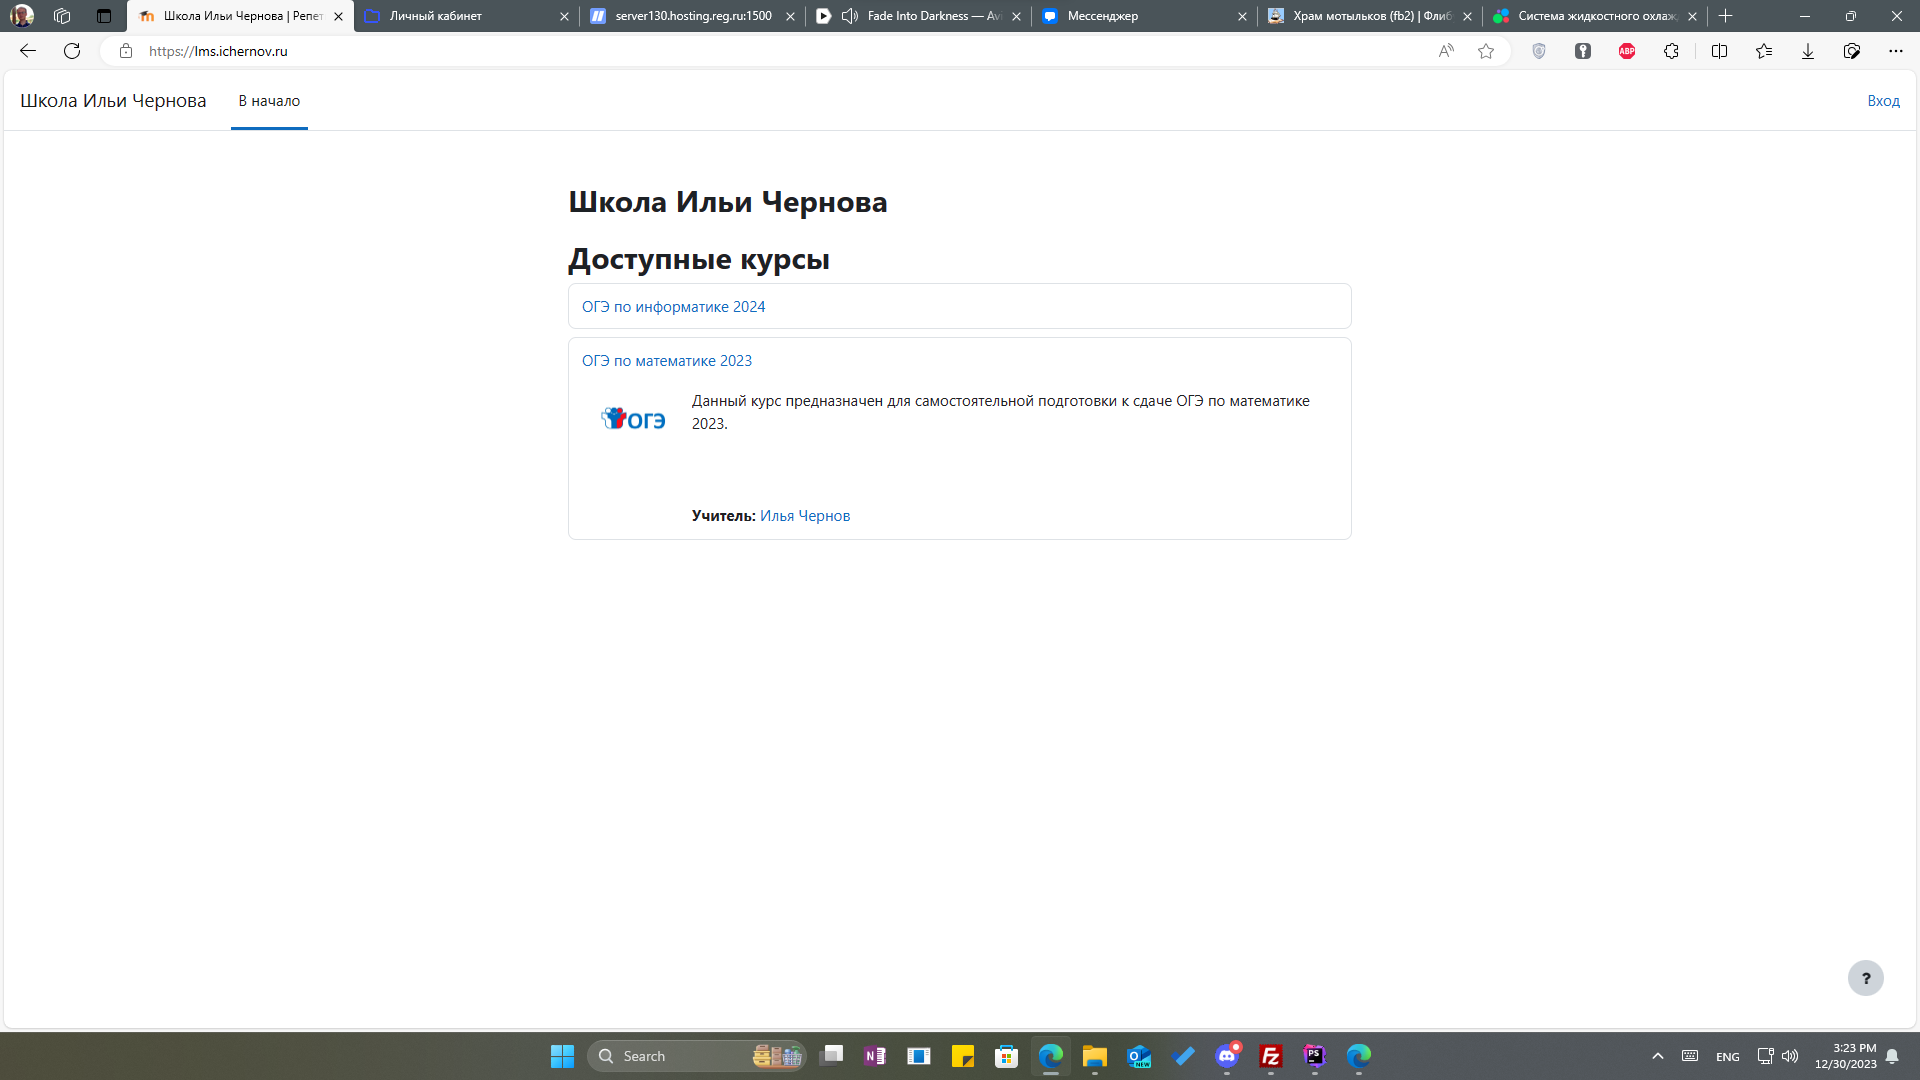 Школа Ильи Чернова | Репет
Личный кабинет
server130.hosting.reg.ru:1500
Fade Into Darkness — Avi
Мессенджер
Храм мотыльков (fb2) | Флиб
Система жидкостного охлаж
https://lms.ichernov.ru
ABP
Школа Ильи Чернова
В начало
Вход
Школа Ильи Чернова
Доступные курсы
ОГЭ по информатике 2024
ОГЭ по математике 2023
ОГЭ
Данный курс предназначен для самостоятельной подготовки к сдаче ОГЭ по математике
2023.
Учитель: Илья Чернов
?
Search
ENG
3:23 PM
12/30/2023